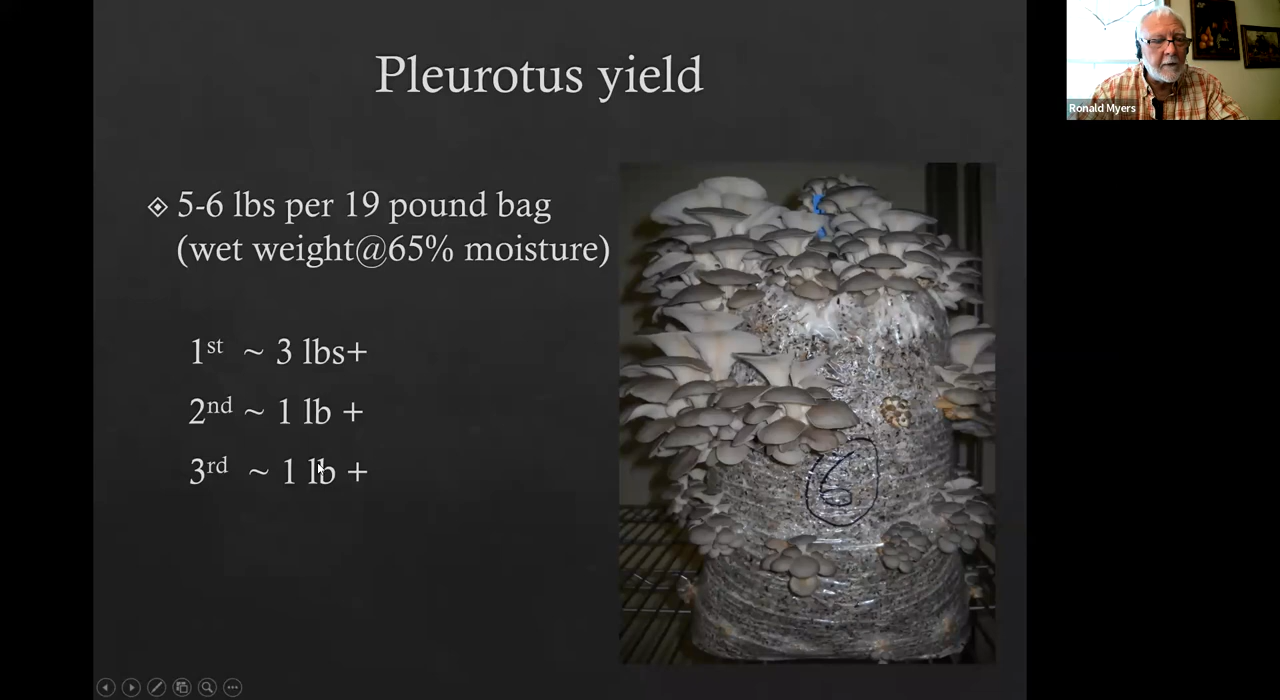 Pleurotus yield
5-6 lbs per 19 pound bag
(wet weight@65% moisture)
1st ~ 3 lbs+
2nd ~ 1 lb +
3rd ~ 1 lb +
6
Ronald Myers